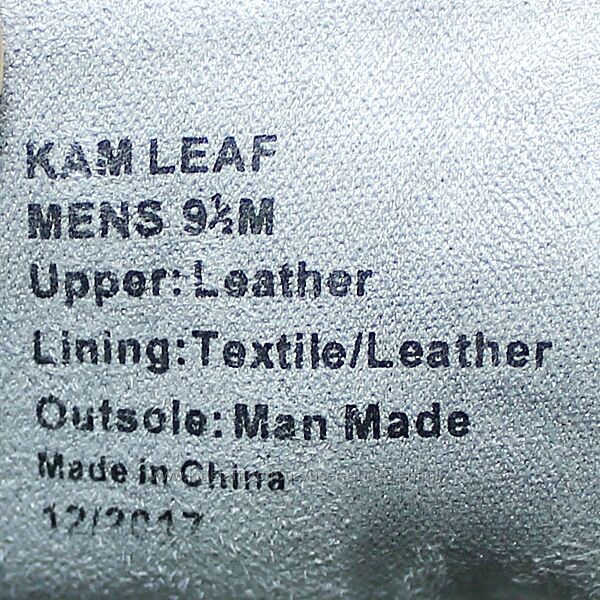 KAM LEAF
MENS 9½M
Upper: Leather
Lining: Textile/Leather
Outsole: Man Made
Made in China
12/2017